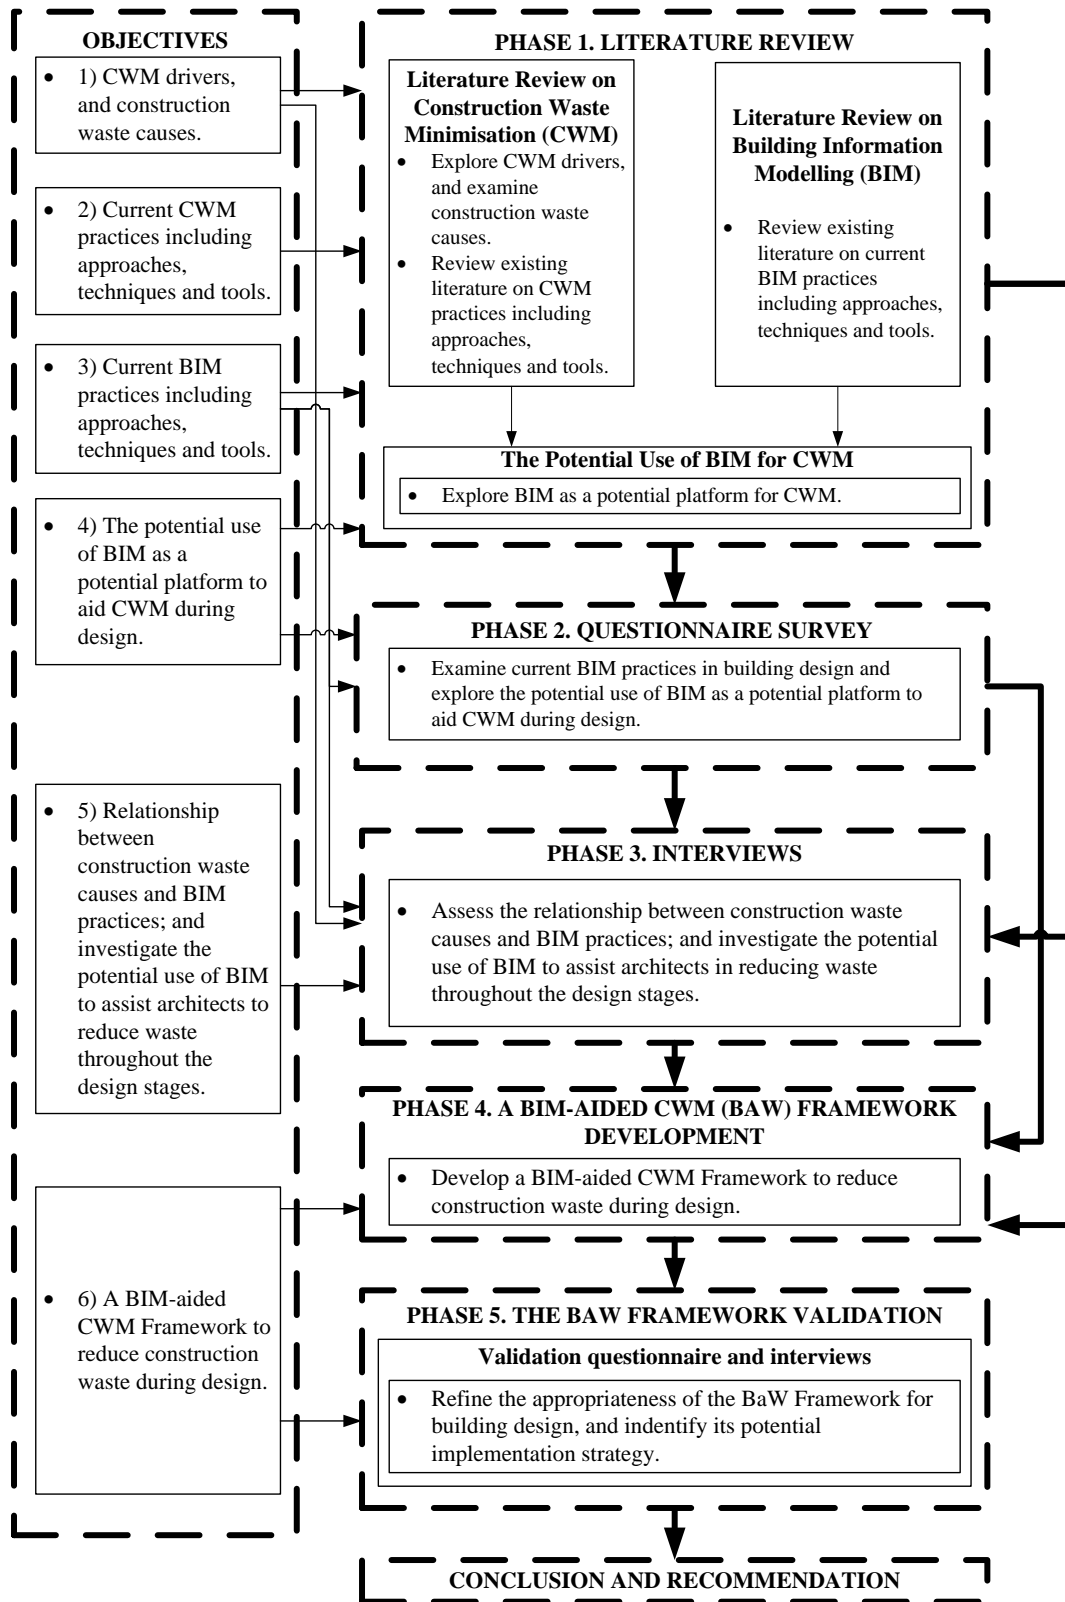 OBJECTIVES
• 1) CWM drivers,
and construction
waste causes.
• 2) Current CWM
practices including
approaches,
techniques and tools.
• 3) Current BIM
practices including
approaches,
techniques and tools.
• 4) The potential use
of BIM as a
potential platform to
aid CWM during
design.
• 5) Relationship
between
construction waste
causes and BIM
practices; and
investigate the
potential use of BIM
to assist architects to
reduce waste
throughout the
design stages.
• 6) A BIM-aided
CWM Framework to
reduce construction
waste during design.
PHASE 1. LITERATURE REVIEW
Literature Review on
Construction Waste
Minimisation (CWM)
• Explore CWM drivers,
and examine
construction waste
causes.
• Review existing
literature on CWM
practices including
approaches,
techniques and tools.
Literature Review on
Building Information
Modelling (BIM)
• Review existing
literature on current
BIM practices
including approaches,
techniques and tools.
The Potential Use of BIM for CWM
• Explore BIM as a potential platform for CWM.
PHASE 2. QUESTIONNAIRE SURVEY
• Examine current BIM practices in building design and
explore the potential use of BIM as a potential platform to
aid CWM during design.
PHASE 3. INTERVIEWS
• Assess the relationship between construction waste
causes and BIM practices; and investigate the potential
use of BIM to assist architects in reducing waste
throughout the design stages.
PHASE 4. A BIM-AIDED CWM (BAW) FRAMEWORK
DEVELOPMENT
• Develop a BIM-aided CWM Framework to reduce
construction waste during design.
PHASE 5. THE BAW FRAMEWORK VALIDATION
Validation questionnaire and interviews
• Refine the appropriateness of the BaW Framework for
building design, and indentify its potential
implementation strategy.
CONCLUSION AND RECOMMENDATION